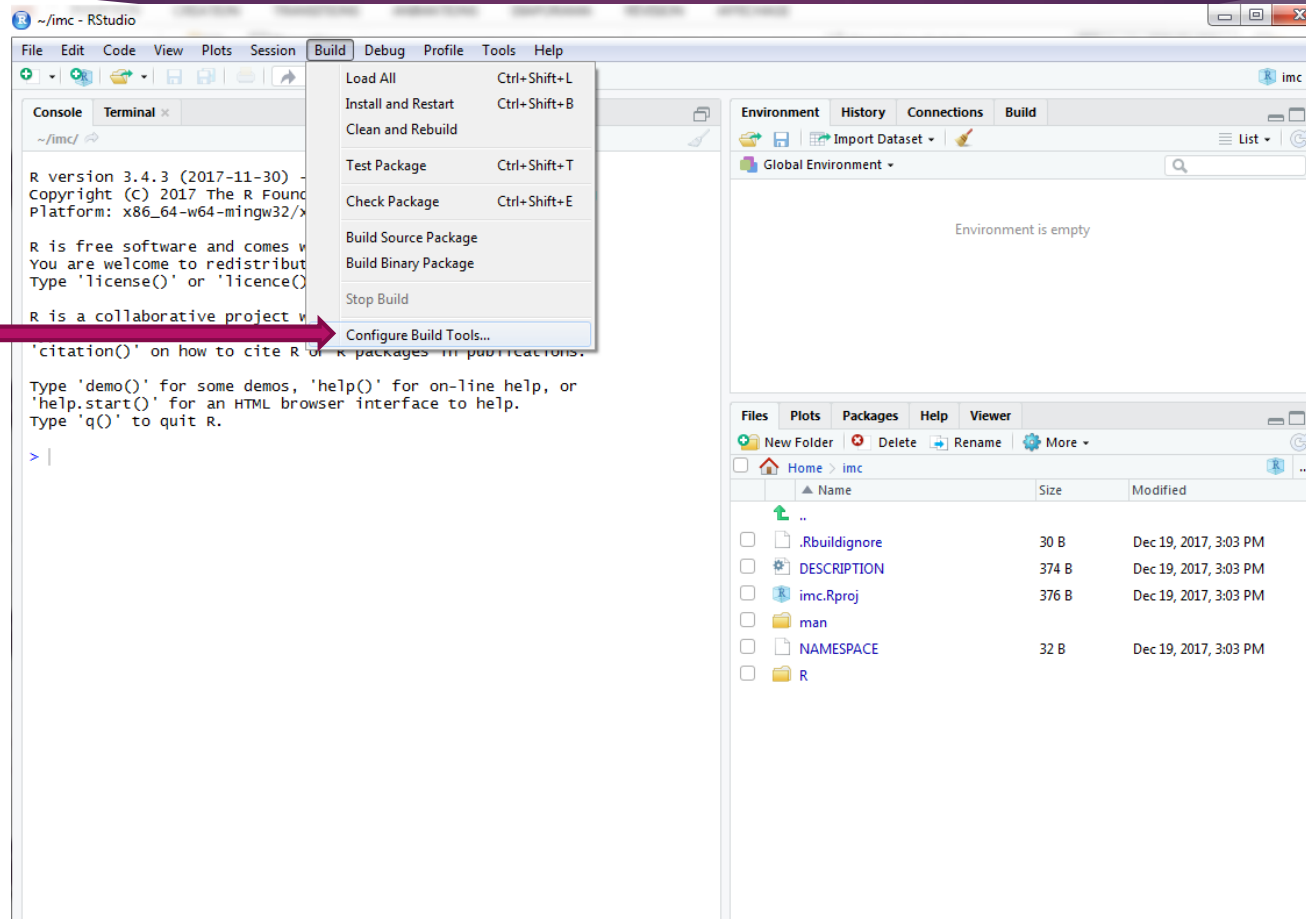 ~/imc - RStudio
File Edit Code View Plots Session Build Debug Profile Tools Help
imc
Load All Ctrl+Shift+L
Install and Restart Ctrl+Shift+B
Clean and Rebuild
Test Package Ctrl+Shift+T
Check Package Ctrl+Shift+E
Build Source Package
Build Binary Package
Stop Build
Configure Build Tools...
Console Terminal
~/imc/
R version 3.4.3 (2017-11-30) -
Copyright (C) 2017 The R Found
Platform: x86_64-w64-mingw32/x
R is free software and comes w
You are welcome to redistribut
Type 'license()' or 'licence()
R is a collaborative project w
'citation()' on how to cite R or R packages in publications.
Type 'demo()' for some demos, 'help()' for on-line help, or
'help.start()' for an HTML browser interface to help.
Type 'q()' to quit R.
>
Environment History Connections Build
Import Dataset List
Global Environment
Environment is empty
Files Plots Packages Help Viewer
New Folder Delete Rename More
Home > imc ..
Name Size Modified
..
.Rbuildignore 30 B Dec 19, 2017, 3:03 PM
DESCRIPTION 374 B Dec 19, 2017, 3:03 PM
imc.Rproj 376 B Dec 19, 2017, 3:03 PM
man
NAMESPACE 32 B Dec 19, 2017, 3:03 PM
R